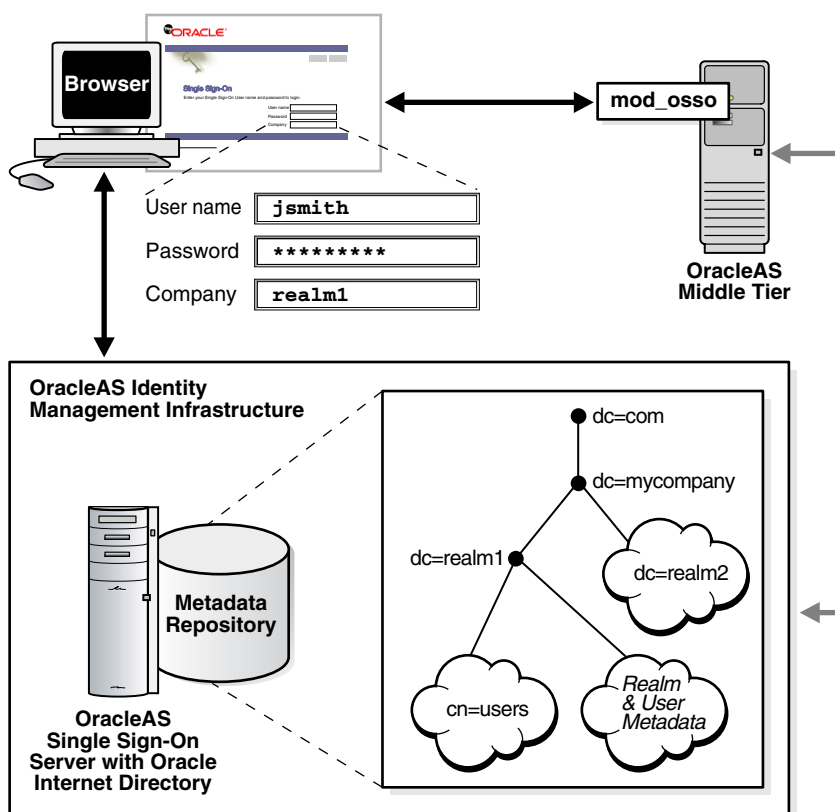 my ORACLE
Single Sign-On
Enter your Single Sign-On User name and password to login.
User name
Password
Company
Browser
mod_osso
User name jsmith
Password *********
Company realm1
OracleAS
Middle Tier
OracleAS Identity
Management Infrastructure
Metadata
Repository
OracleAS
Single Sign-On
Server with Oracle
Internet Directory
dc=com
dc=mycompany
dc=realm1
dc=realm2
cn=users
Realm
& User
Metadata